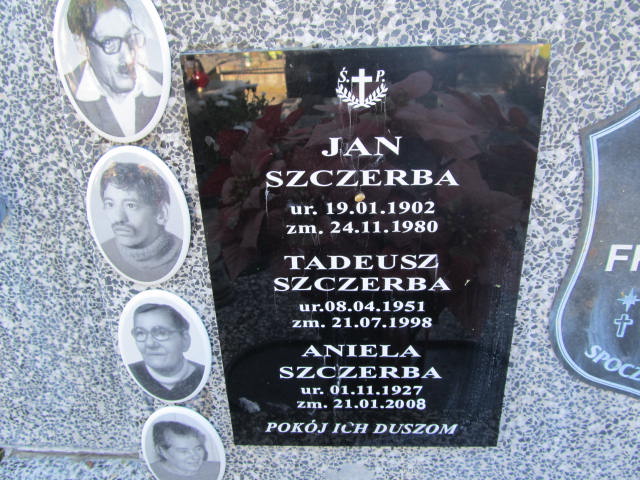 Ś. P.
JAN
SZCZERBA
ur. 19.01.1902
zm. 24.11.1980
TADEUSZ
SZCZERBA
ur.08.04.1951
zm. 21.07.1998
ANIELA
SZCZERBA
ur. 01.11.1927
zm. 21.01.2008
POKÓJ ICH DUSZOM